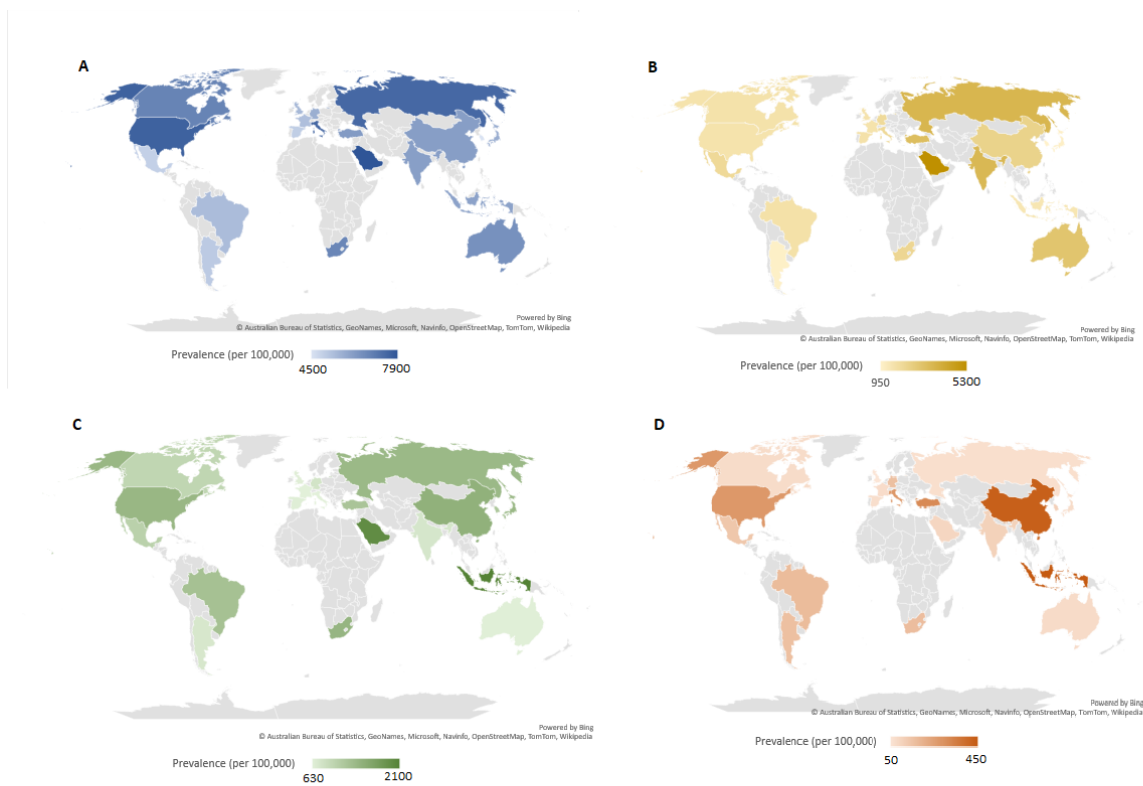 A
Powered by Bing
© Australian Bureau of Statistics, GeoNames, Microsoft, Navinfo, OpenStreetMap, TomTom, Wikipedia
Prevalence (per 100,000)
4500 7900
B
Powered by Bing
© Australian Bureau of Statistics, GeoNames, Microsoft, Navinfo, OpenStreetMap, TomTom, Wikipedia
Prevalence (per 100,000)
950 5300
C
Powered by Bing
© Australian Bureau of Statistics, GeoNames, Microsoft, Navinfo, OpenStreetMap, TomTom, Wikipedia
Prevalence (per 100,000)
630 2100
D
Powered by Bing
© Australian Bureau of Statistics, GeoNames, Microsoft, Navinfo, OpenStreetMap, TomTom, Wikipedia
Prevalence (per 100,000)
50 450